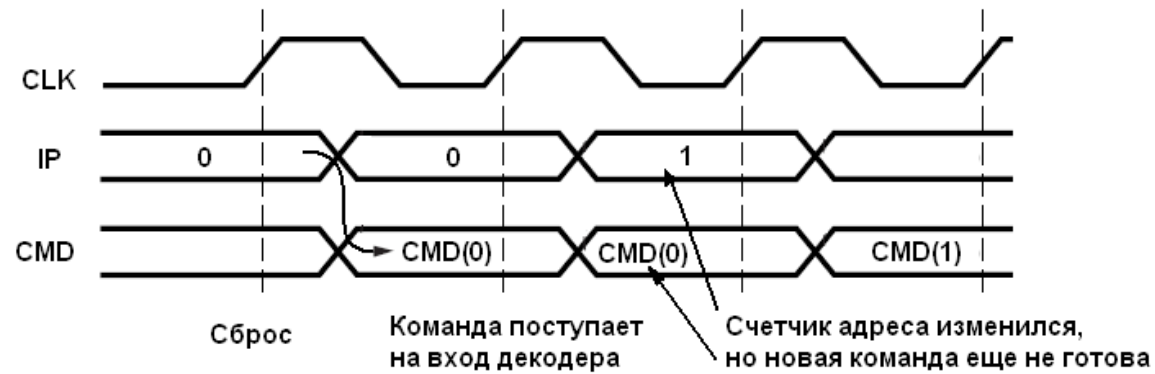 CLK
IP
0
0
1
CMD
CMD(0)
CMD(0)
CMD(1)
Сброс
Команда поступает
на вход декодера
Счетчик адреса изменился,
но новая команда еще не готова